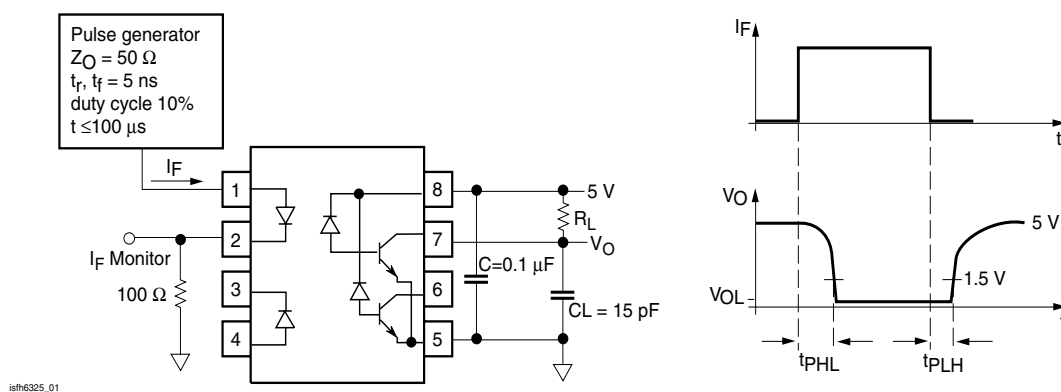 Pulse generator
ZO = 50 Ω
tr, tf = 5 ns
duty cycle 10%
t ≤100 μs
IF
1
2
3
4
IF Monitor
100 Ω
8
7
6
5
5 V
RL
VO
C=0.1 μF
CL = 15 pF
IF
t
VO
5 V
1.5 V
VOL
t
tPHL
tPLH
isfh6325_01